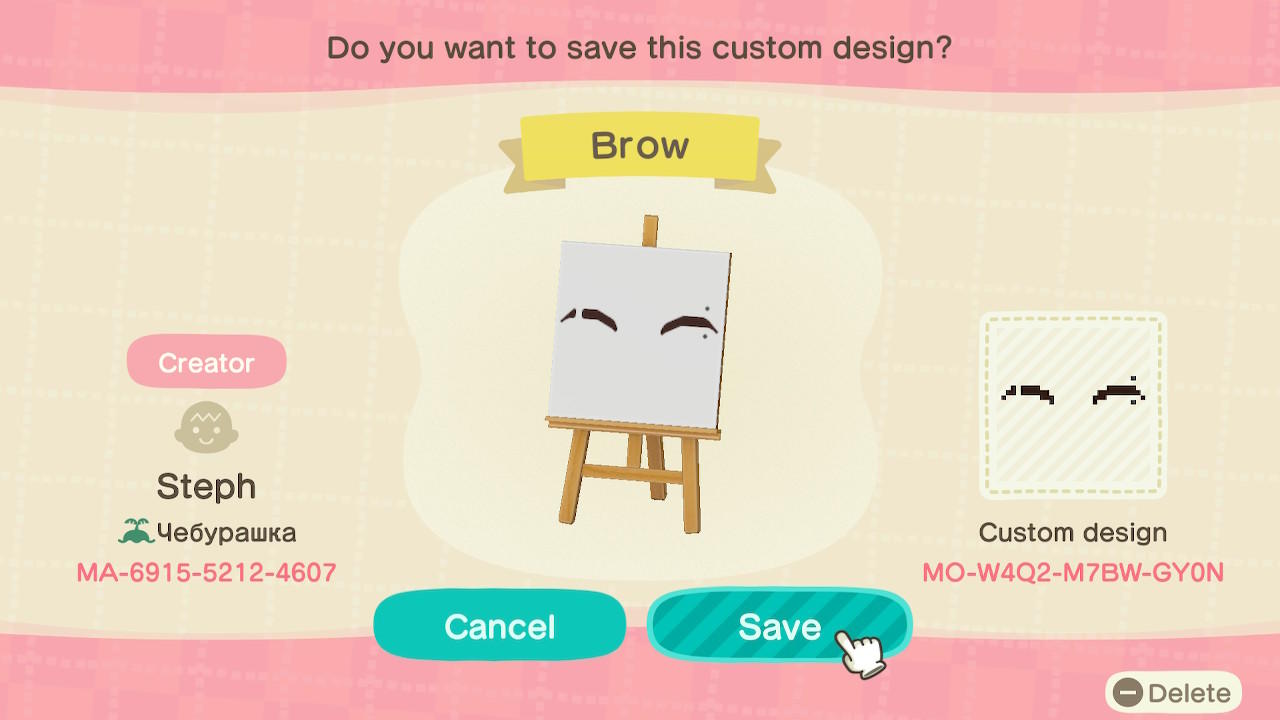 Do you want to save this custom design?
Brow
Creator
Steph
Чебурашка
MA-6915-5212-4607
Custom design
MO-W4Q2-M7BW-GY0N
Cancel
Save
Delete